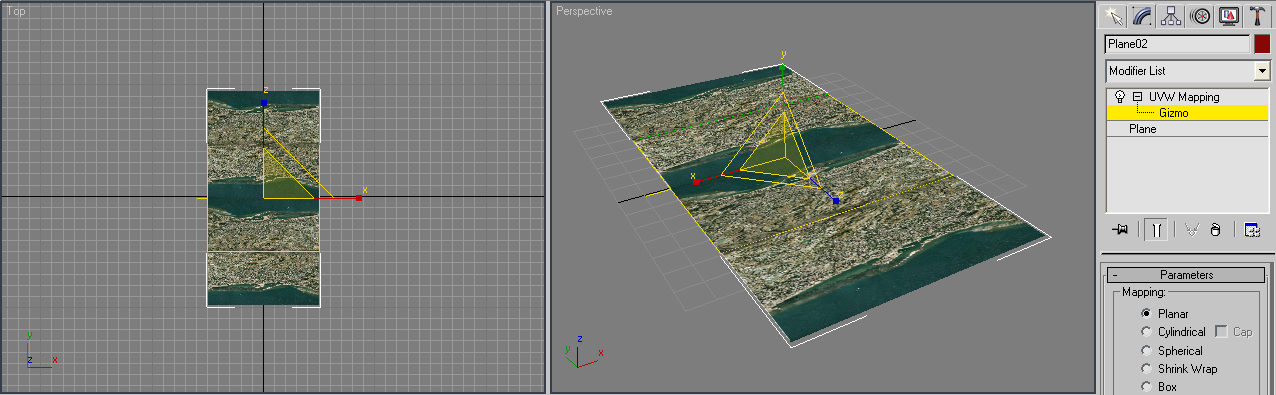 Top
z
x
y
z
x
Perspective
y
x
z
z
y
x
Plane02
Modifier List
UVW Mapping
Gizmo
Plane
- Parameters
Mapping:
Planar
Cylindrical Cap
Spherical
Shrink Wrap
Box